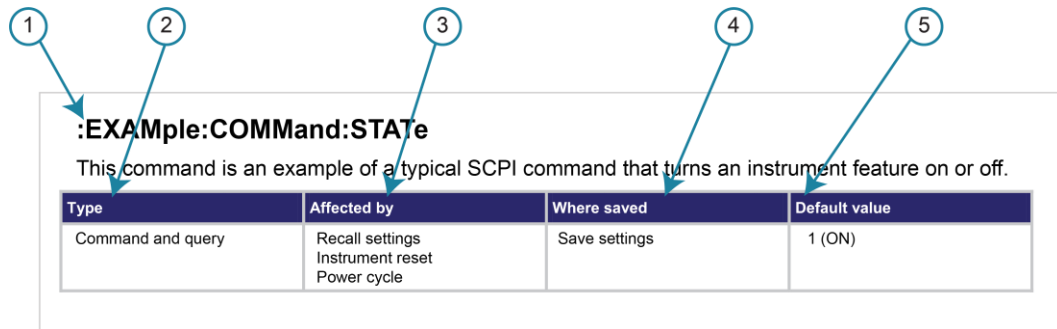 1 2 3 4 5
:EXAMple:COMMand:STATe
This command is an example of a typical SCPI command that turns an instrument feature on or off.
Type Affected by Where saved Default value
Command and query Recall settings Save settings 1 (ON)
Instrument reset
Power cycle